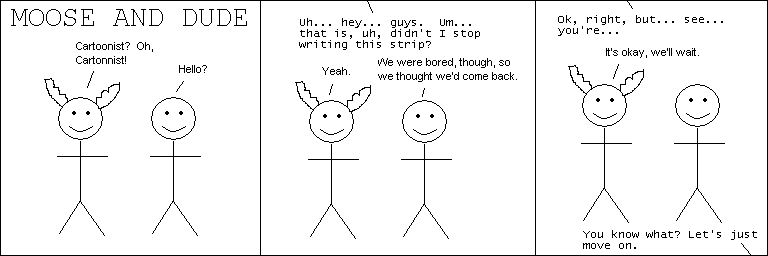 MOOSE AND DUDE
Cartoonist? Oh,
Cartonnist!
Hello?
Uh... hey... guys. Um...
that is, uh, didn't I stop
writing this strip?
Yeah.
We were bored, though, so
we thought we'd come back.
Ok, right, but... see...
you're...
It's okay, we'll wait.
You know what? Let's just
move on.